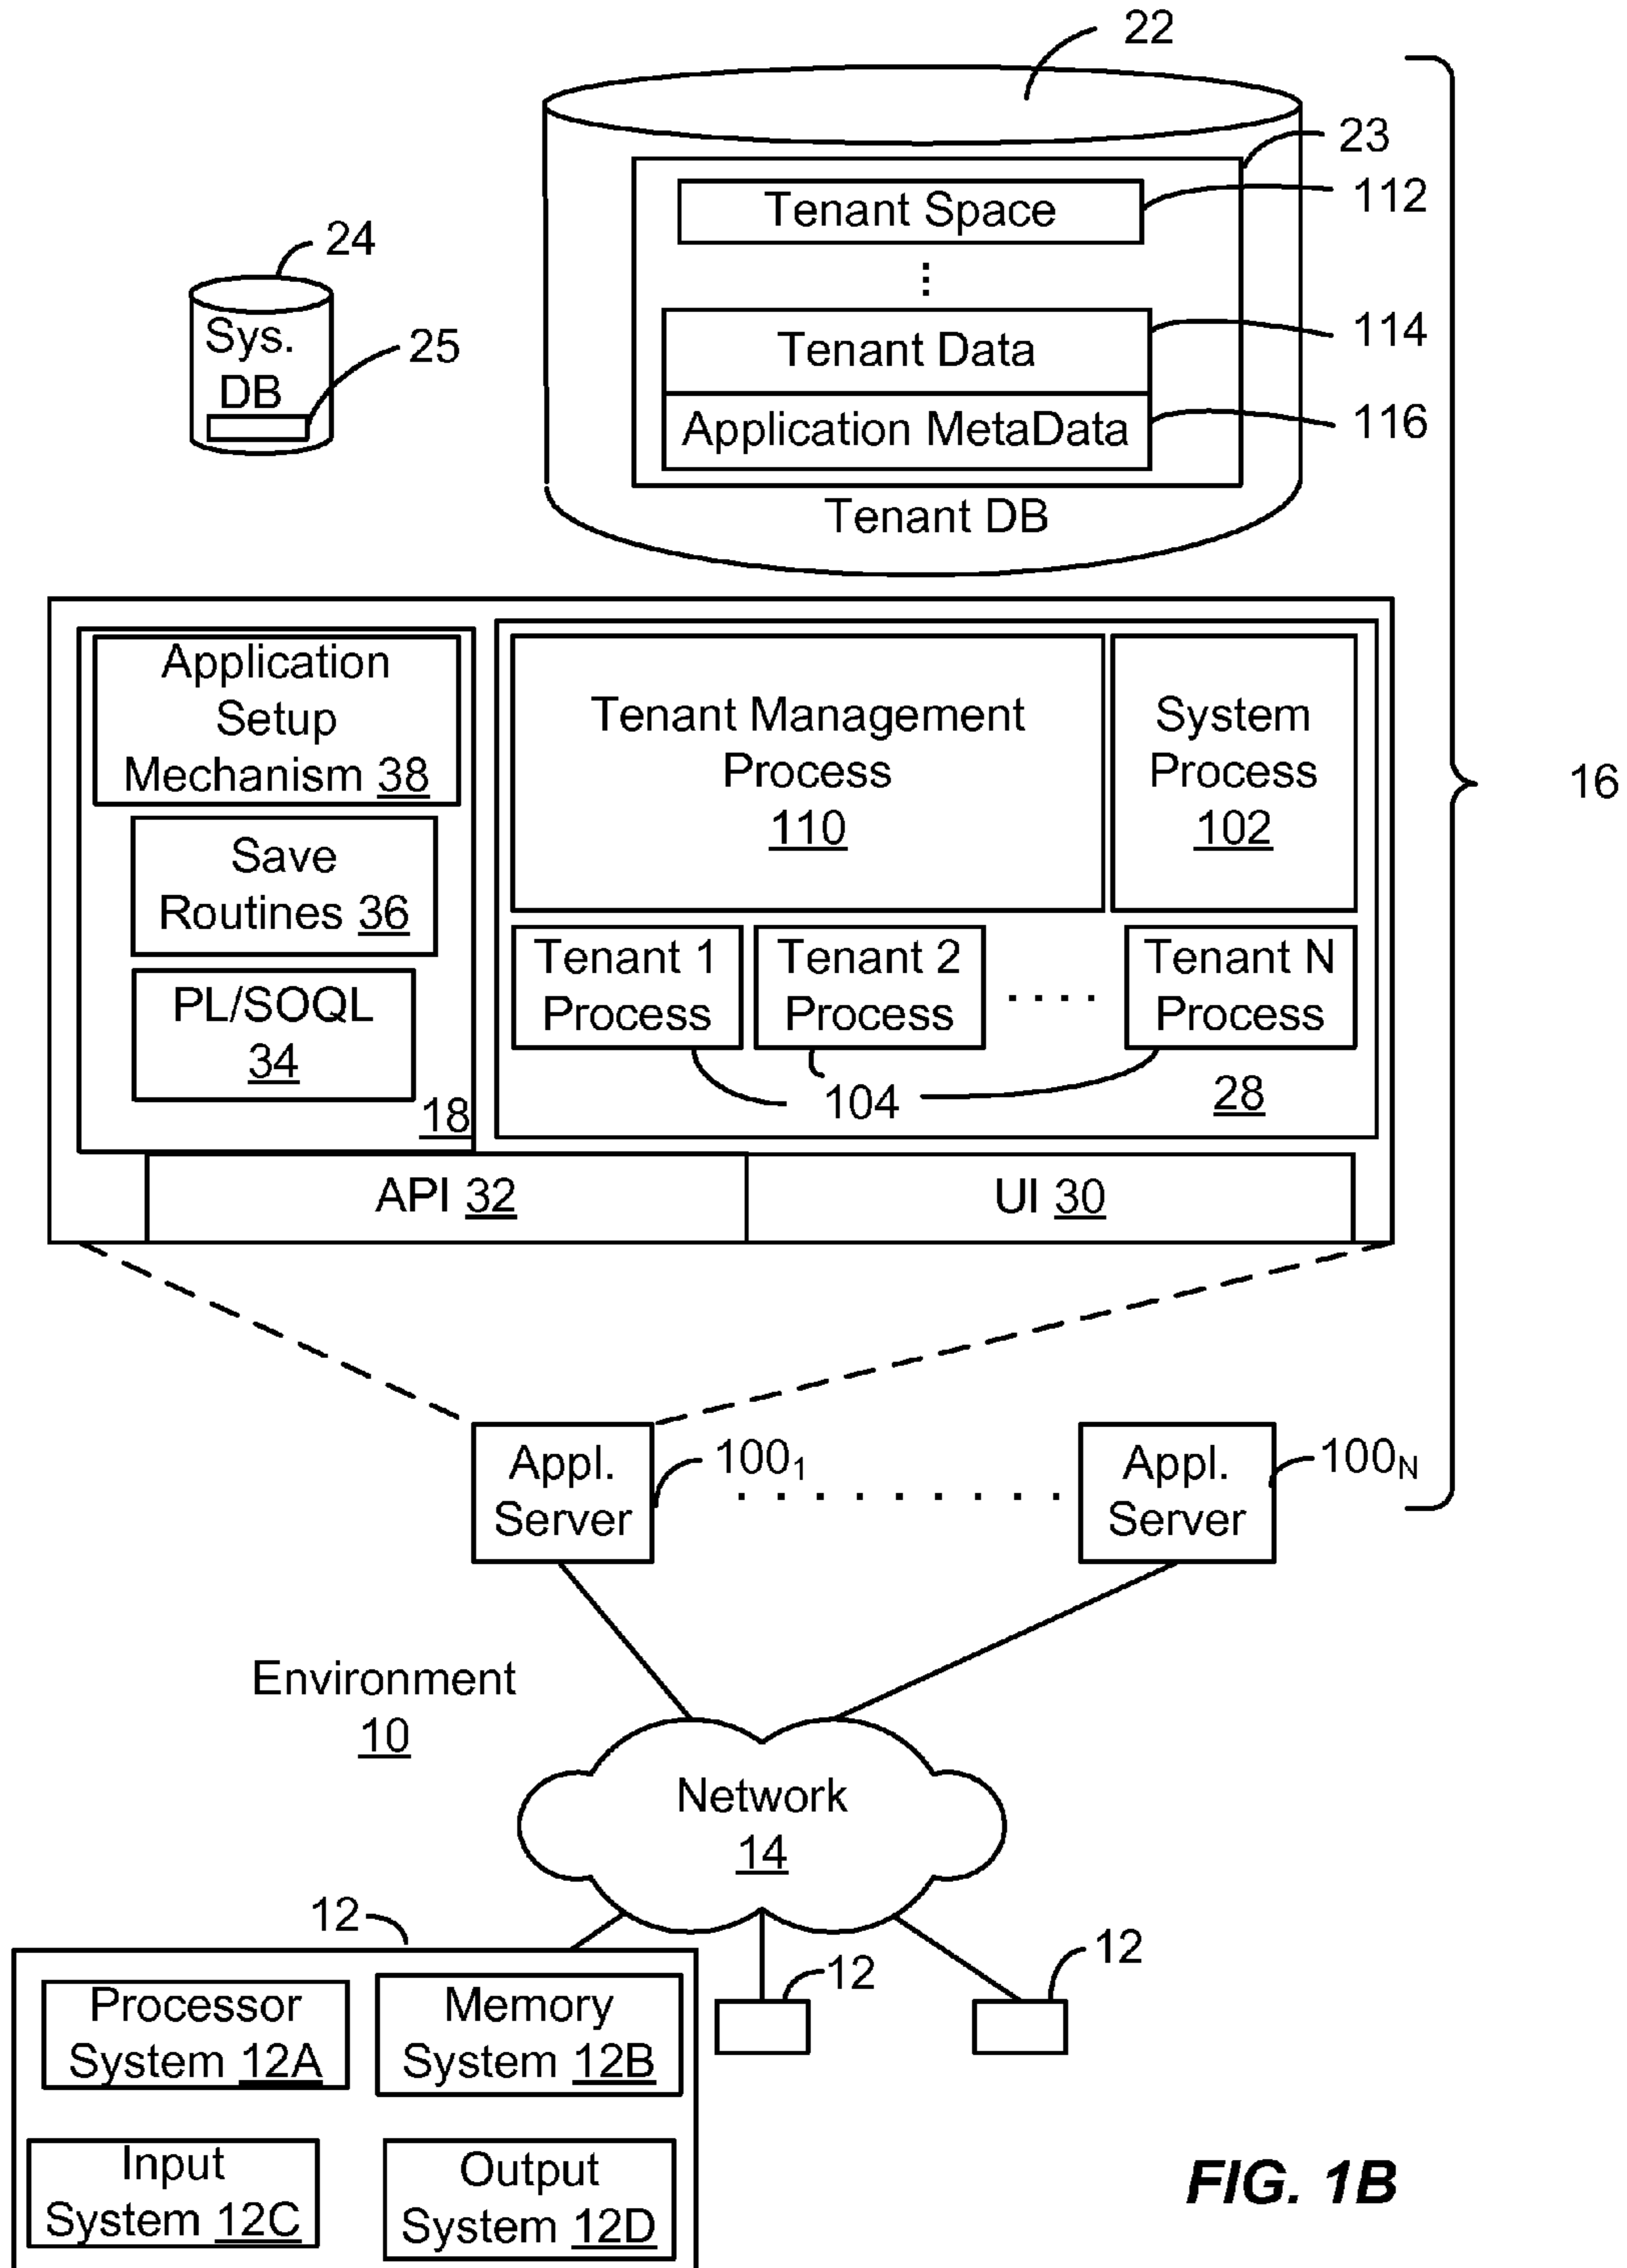 22
23
Tenant Space
112
24
Sys.
DB
25
Tenant Data
114
Application MetaData
116
Tenant DB
Application
Setup
Mechanism 38
Tenant Management
Process
110
System
Process
102
16
Save
Routines 36
Tenant 1
Process
Tenant 2
Process
....
Tenant N
Process
PL/SOQL
34
18
104
28
API 32
UI 30
Appl.
Server
100₁
.........
Appl.
Server
100N
Environment
10
Network
14
12
12
12
Processor
System 12A
Memory
System 12B
Input
System 12C
Output
System 12D
FIG. 1B